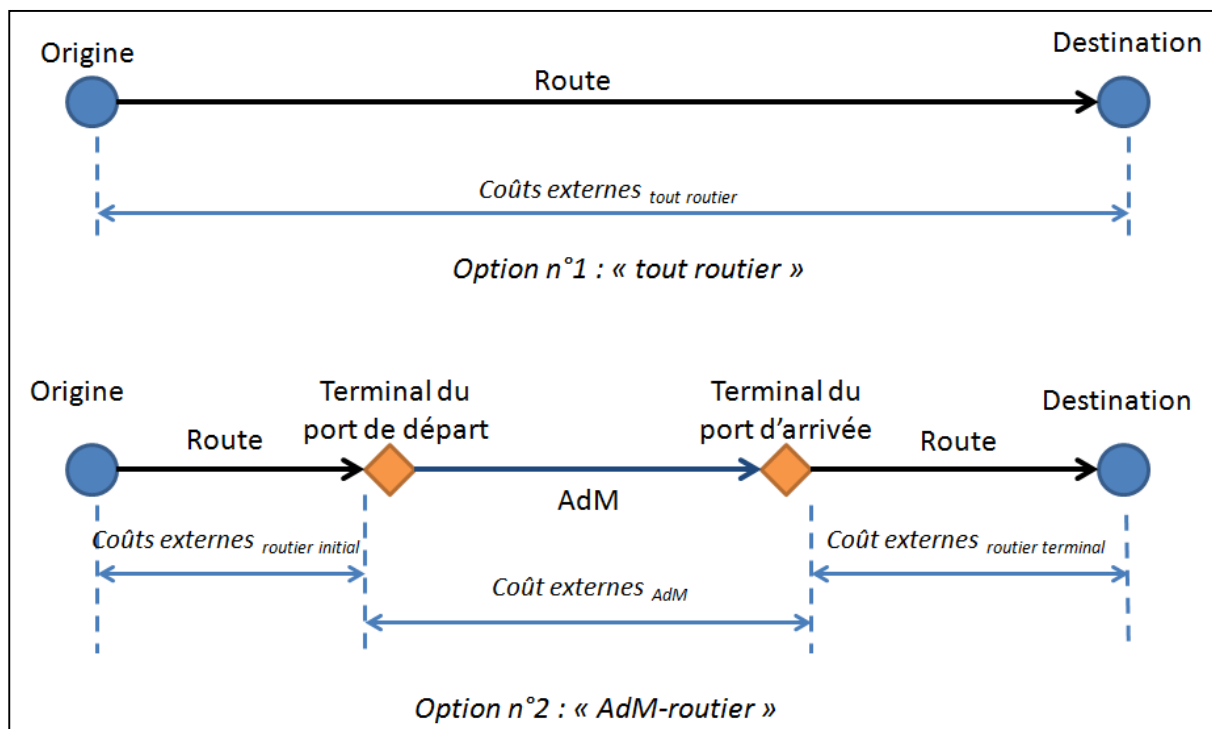 Origine
Destination
Route
Coûts externes tout routier
Option n°1 : « tout routier »
Origine
Terminal du
port de départ
Terminal du
port d'arrivée
Destination
Route
Route
AdM
Coûts externes routier initial
Coût externes routier terminal
Coût externes AdM
Option n°2 : « AdM-routier »